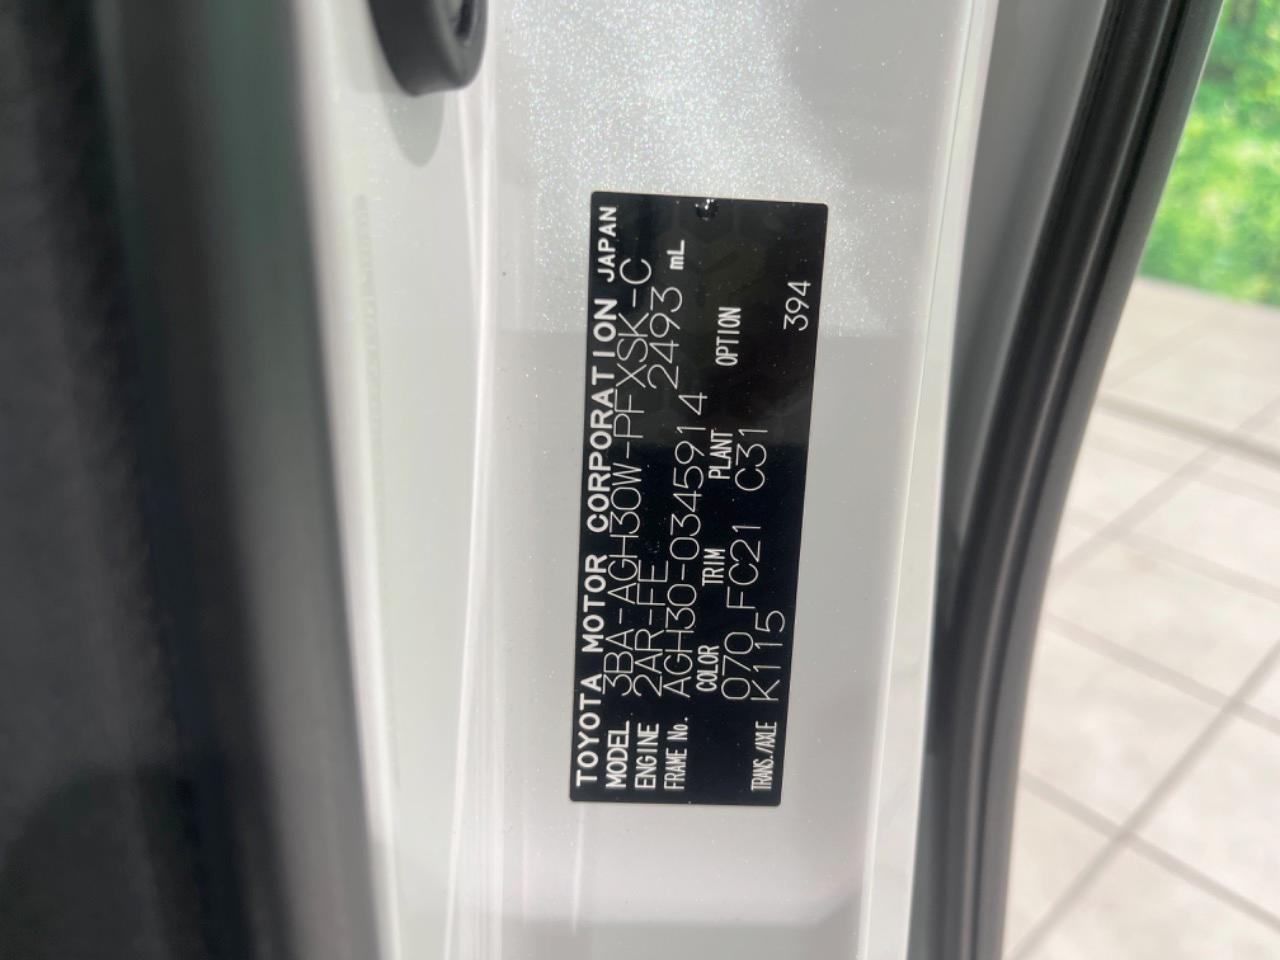 TOYOTA MOTOR CORPORATION JAPAN
MODEL 3BA-AGH30W-PFXSK-C
ENGINE 2AR-FE 2493 mL
FRAME No. AGH30-0345914
COLOR TRIM PLANT OPTION
070 FC21 C31
TRANS./AXLE K115 394